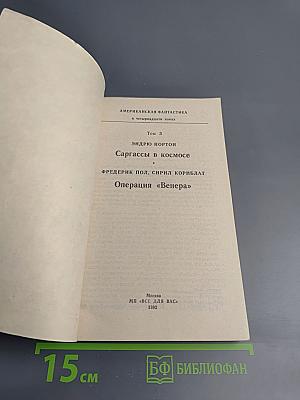 АМЕРИКАНСКАЯ ФАНТАСТИКА
в четырнадцати томах
Том 3
ЭНДРЮ НОРТОН
Саргассы в космосе
ФРЕДЕРИК ПОЛ, СИРИЛ КОРНБЛАТ
Операция «Венера»
Москва
МП «ВСЕ ДЛЯ ВАС»
1992
15 см
БФ БИБЛИОФАН